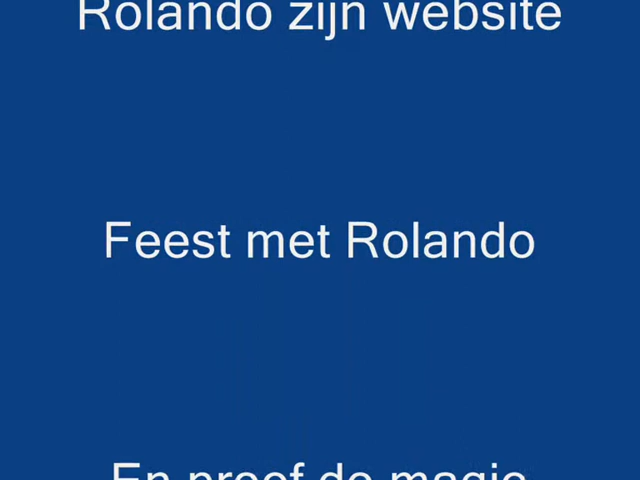 Rolando zijn website
Feest met Rolando
En proef de magie